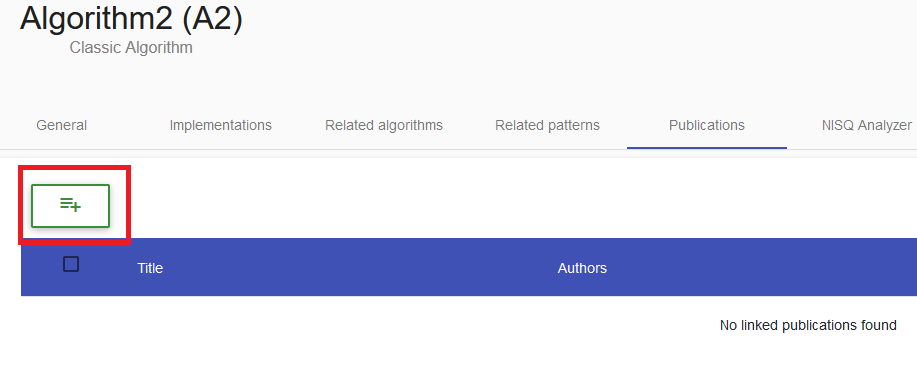 Algorithm2 (A2)
Classic Algorithm
General Implementations Related algorithms Related patterns Publications NISQ Analyzer
Title Authors
No linked publications found